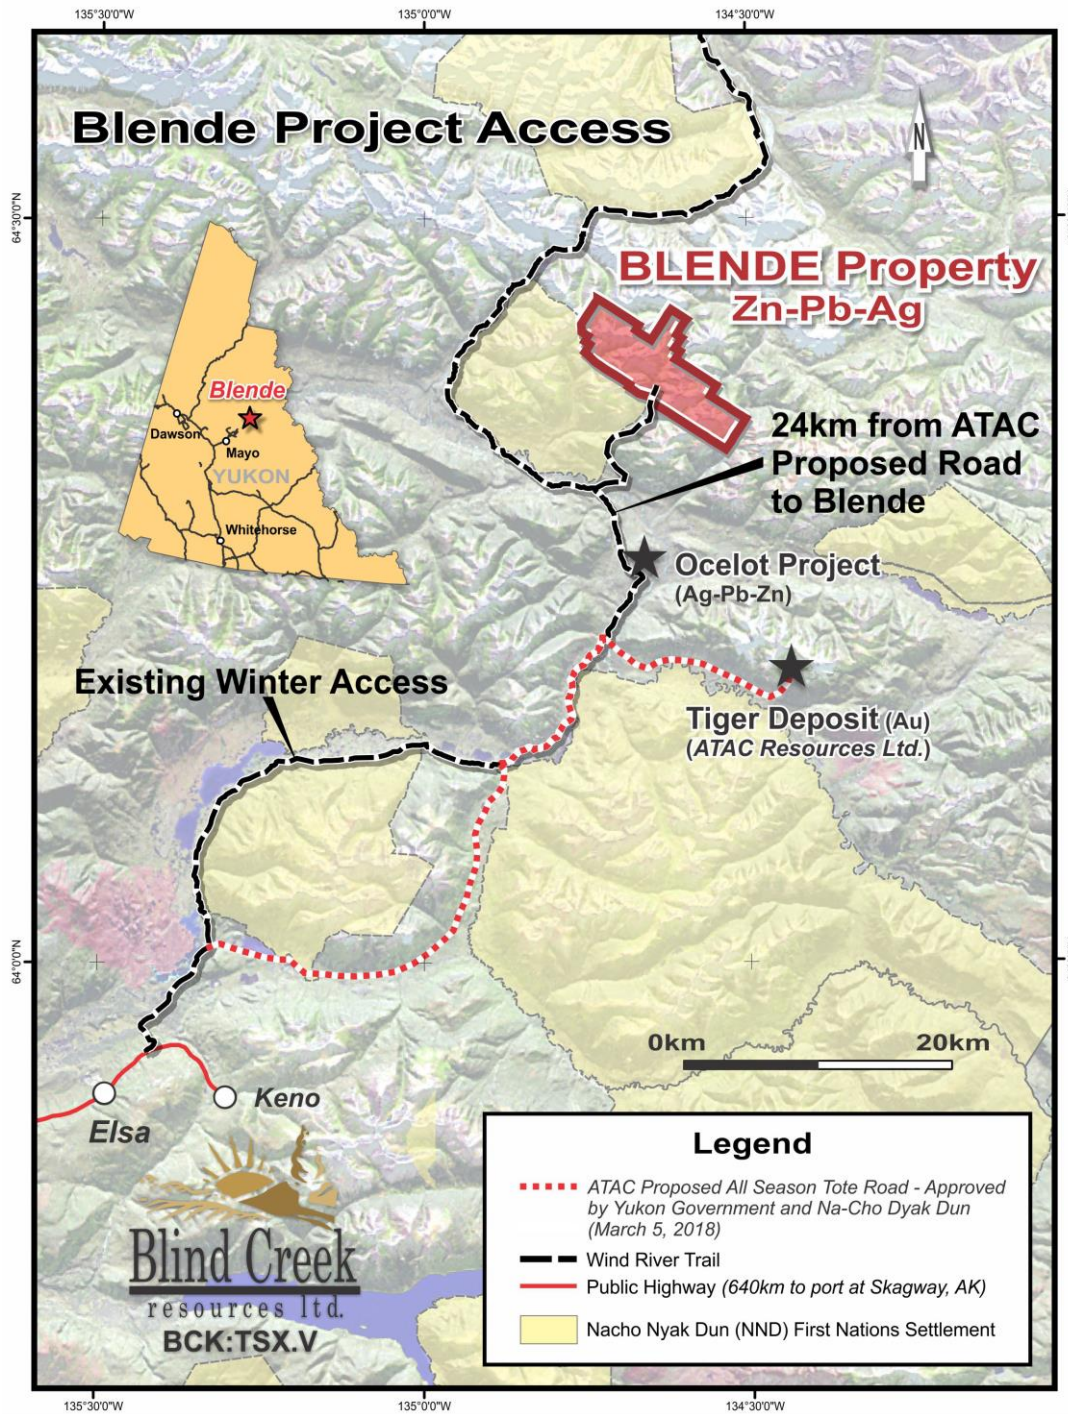 135°30'0"W
135°0'0"W
134°30'0"W
Blende Project Access
N
64°30'0"N
BLENDE Property
Zn-Pb-Ag
Blende
Dawson
Mayo
YUKON
Whitehorse
24km from ATAC
Proposed Road
to Blende
Ocelot Project
(Ag-Pb-Zn)
Existing Winter Access
Tiger Deposit (Au)
(ATAC Resources Ltd.)
64°0'0"N
0km
20km
Keno
Elsa
Legend
ATAC Proposed All Season Tote Road - Approved
by Yukon Government and Na-Cho Dyak Dun
(March 5, 2018)
Wind River Trail
Public Highway (640km to port at Skagway, AK)
Nacho Nyak Dun (NND) First Nations Settlement
Blind Creek
resources ltd.
BCK:TSX.V
135°30'0"W
135°0'0"W
134°30'0"W